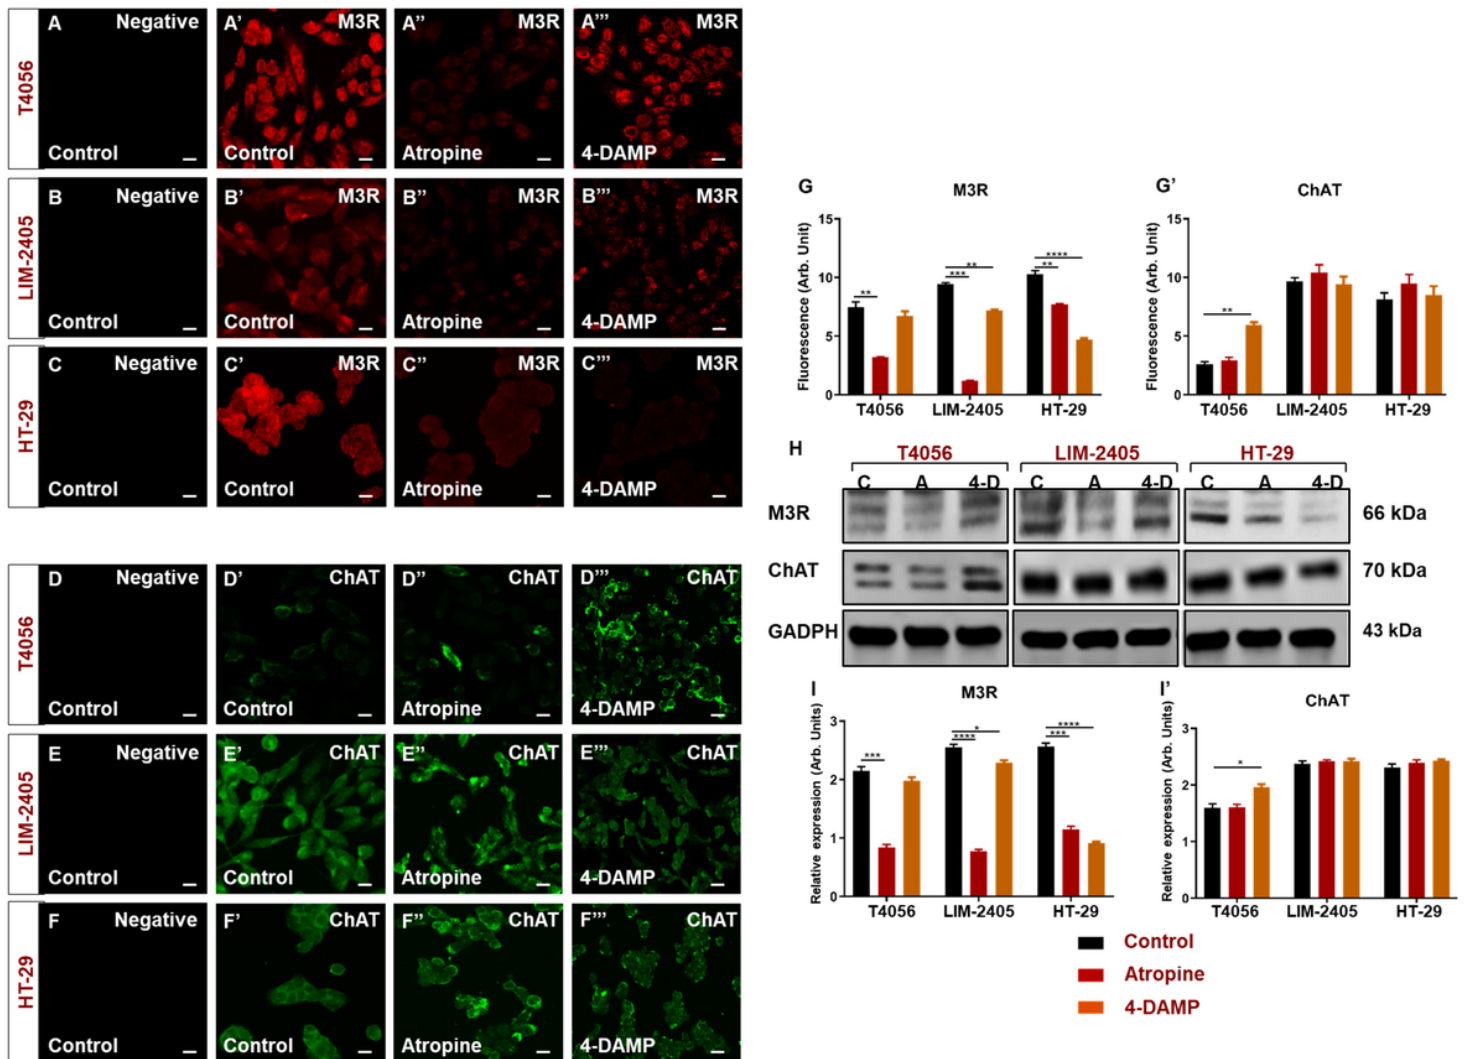 T4056
A Negative
Control
A' M3R
Control
A'' M3R
Atropine
A''' M3R
4-DAMP
LIM-2405
B Negative
Control
B' M3R
Control
B'' M3R
Atropine
B''' M3R
4-DAMP
HT-29
C Negative
Control
C' M3R
Control
C'' M3R
Atropine
C''' M3R
4-DAMP
T4056
D Negative
Control
D' ChAT
Control
D'' ChAT
Atropine
D''' ChAT
4-DAMP
LIM-2405
E Negative
Control
E' ChAT
Control
E'' ChAT
Atropine
E''' ChAT
4-DAMP
HT-29
F Negative
Control
F' ChAT
Control
F'' ChAT
Atropine
F''' ChAT
4-DAMP
G M3R
Fluorescence (Arb. Unit)
15
10
5
0
** *** ** ** ****
T4056 LIM-2405 HT-29
G' ChAT
Fluorescence (Arb. Unit)
15
10
5
0
**
T4056 LIM-2405 HT-29
H T4056 LIM-2405 HT-29
C A 4-D C A 4-D C A 4-D
M3R 66 kDa
ChAT 70 kDa
GADPH 43 kDa
I M3R
Relative expression (Arb. Units)
3
2
1
0
*** **** * *** ****
T4056 LIM-2405 HT-29
I' ChAT
Relative expression (Arb. Units)
3
2
1
0
*
T4056 LIM-2405 HT-29
Control
Atropine
4-DAMP